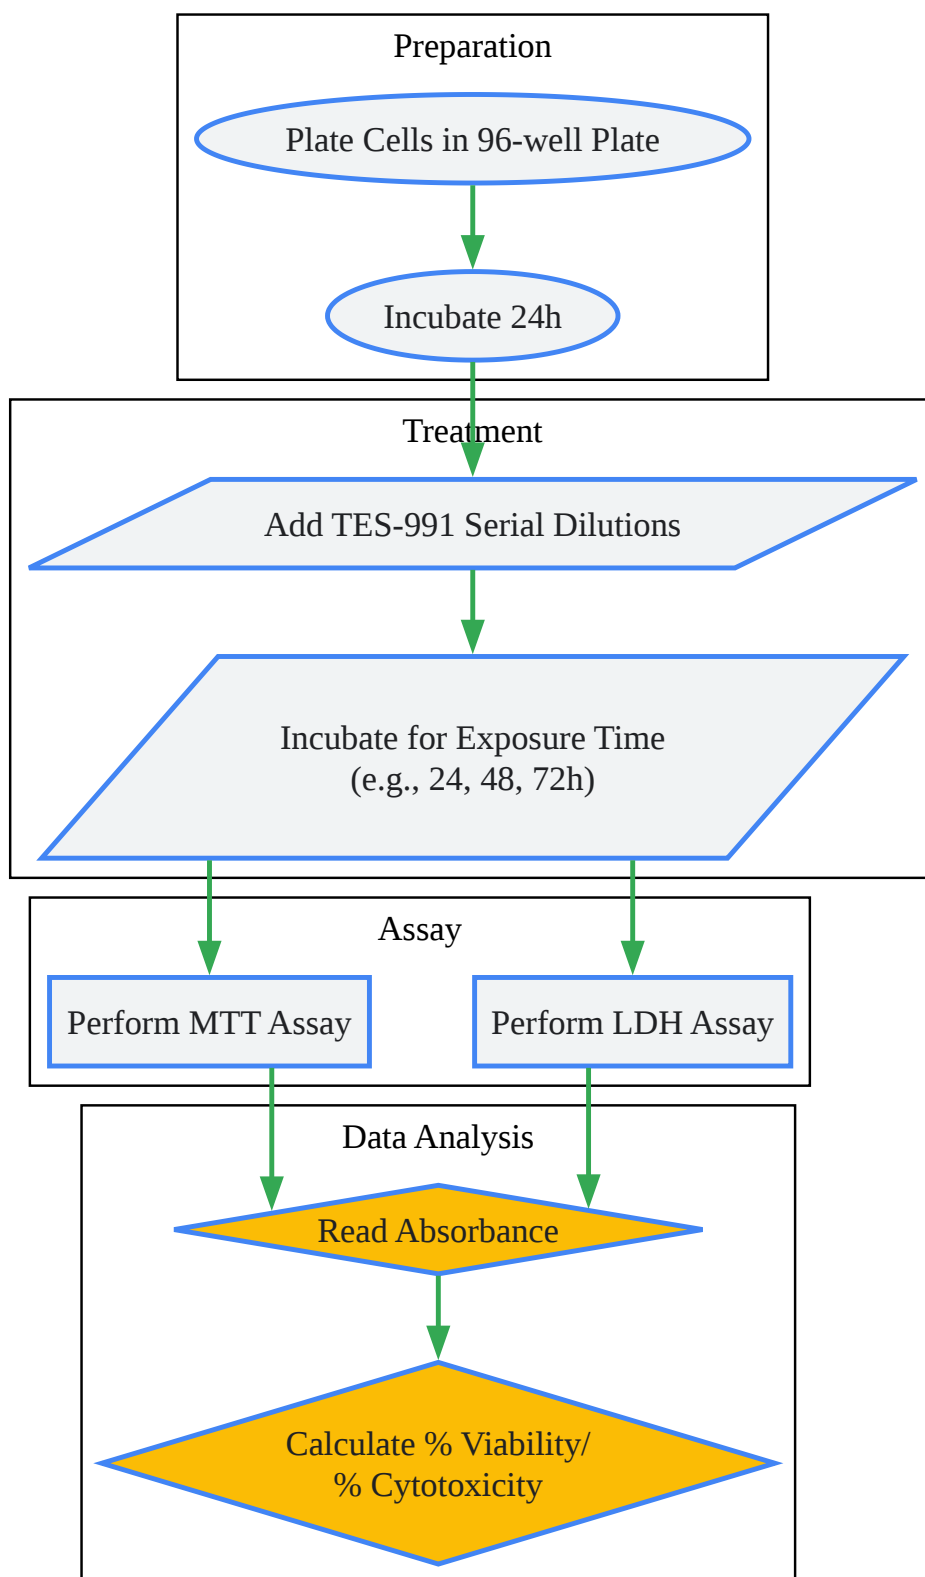 Preparation
Plate Cells in 96-well Plate
Incubate 24h
Treatment
Add TES-991 Serial Dilutions
Incubate for Exposure Time
(e.g., 24, 48, 72h)
Assay
Perform MTT Assay
Perform LDH Assay
Data Analysis
Read Absorbance
Calculate % Viability/
% Cytotoxicity